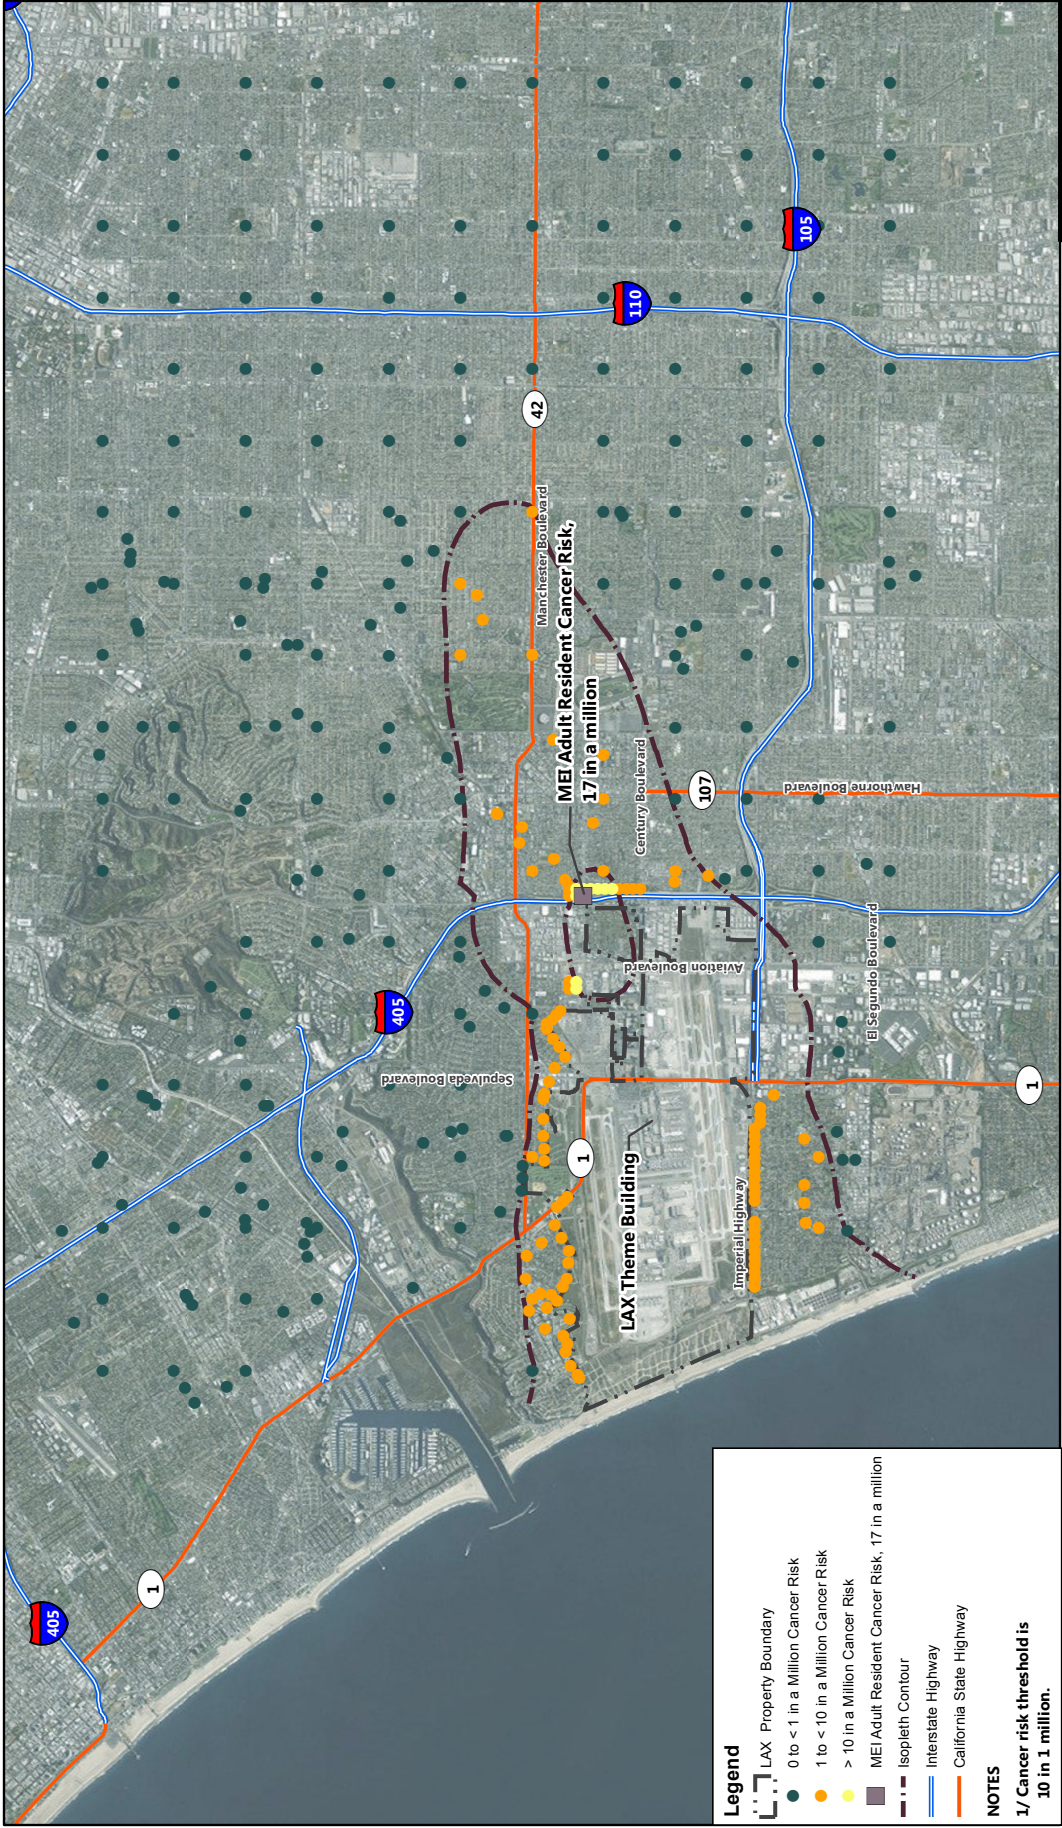 405
1
405
1
1
42
110
105
107
Manchester Boulevard
MEI Adult Resident Cancer Risk,
17 in a million
Century Boulevard
Hawthorne Boulevard
Aviation Boulevard
El Segundo Boulevard
Sepulveda Boulevard
LAX Theme Building
Imperial Highway
Legend
LAX Property Boundary
0 to < 1 in a Million Cancer Risk
1 to < 10 in a Million Cancer Risk
> 10 in a Million Cancer Risk
MEI Adult Resident Cancer Risk, 17 in a million
Isopleth Contour
Interstate Highway
California State Highway
NOTES
1/ Cancer risk threshold is
10 in 1 million.